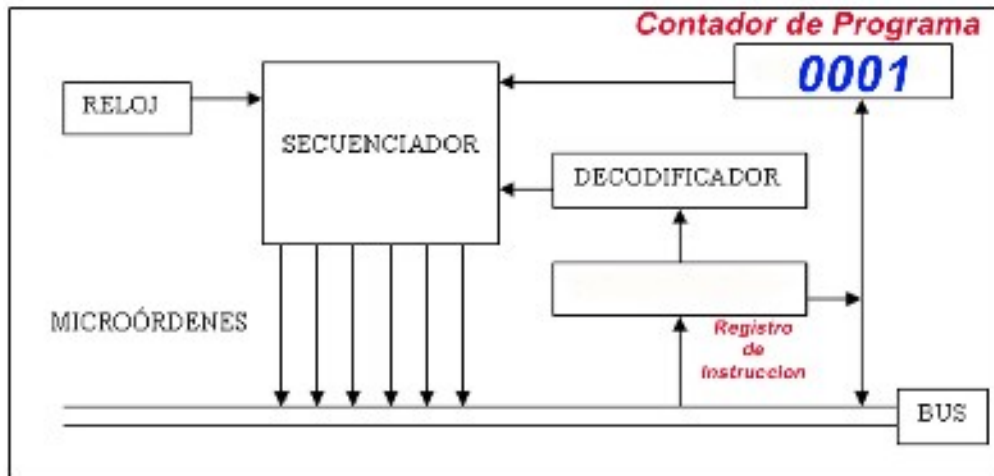 Contador de Programa
0001
RELOJ
SECUENCIADOR
DECODIFICADOR
MICROÓRDENES
Registro
de
Instruccion
BUS